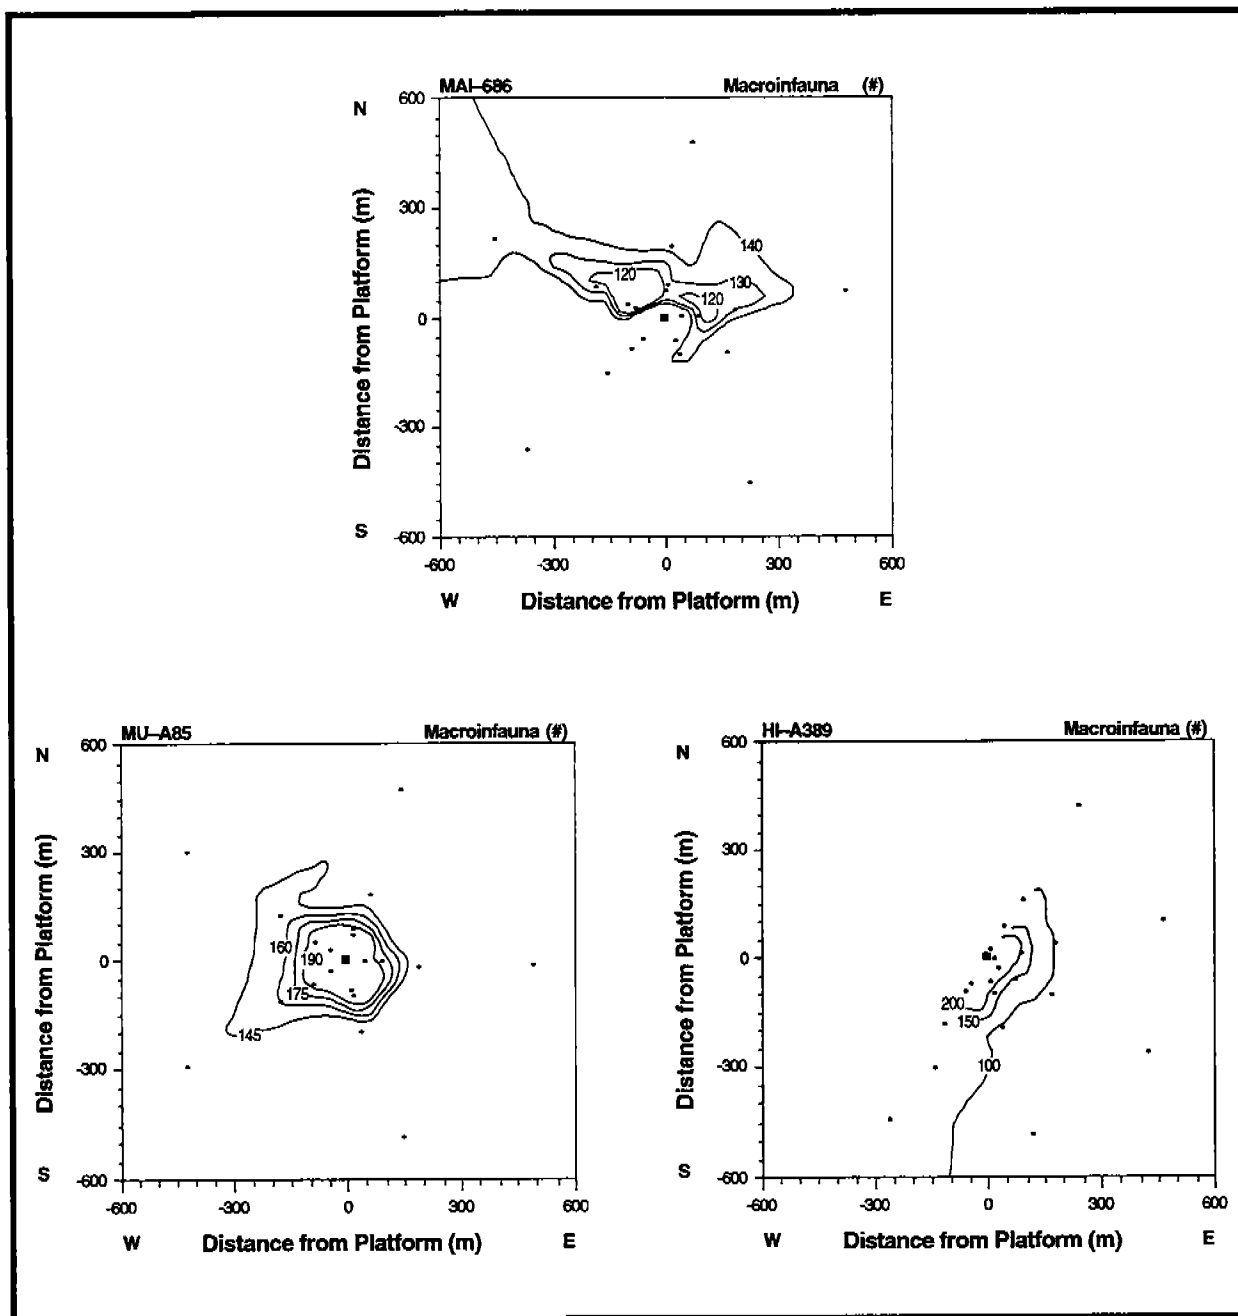 MAI-686 Macroinfauna (#)
N
600
300
0
-300
-600
S
Distance from Platform (m)
140
130
120
120
-600 -300 0 300 600
W Distance from Platform (m) E
MU-A85 Macroinfauna (#)
N
600
300
0
-300
-600
S
Distance from Platform (m)
160
190
175
145
-600 -300 0 300 600
W Distance from Platform (m) E
HI-A389 Macroinfauna (#)
N
600
300
0
-300
-600
S
Distance from Platform (m)
200
150
100
-600 -300 0 300 600
W Distance from Platform (m) E